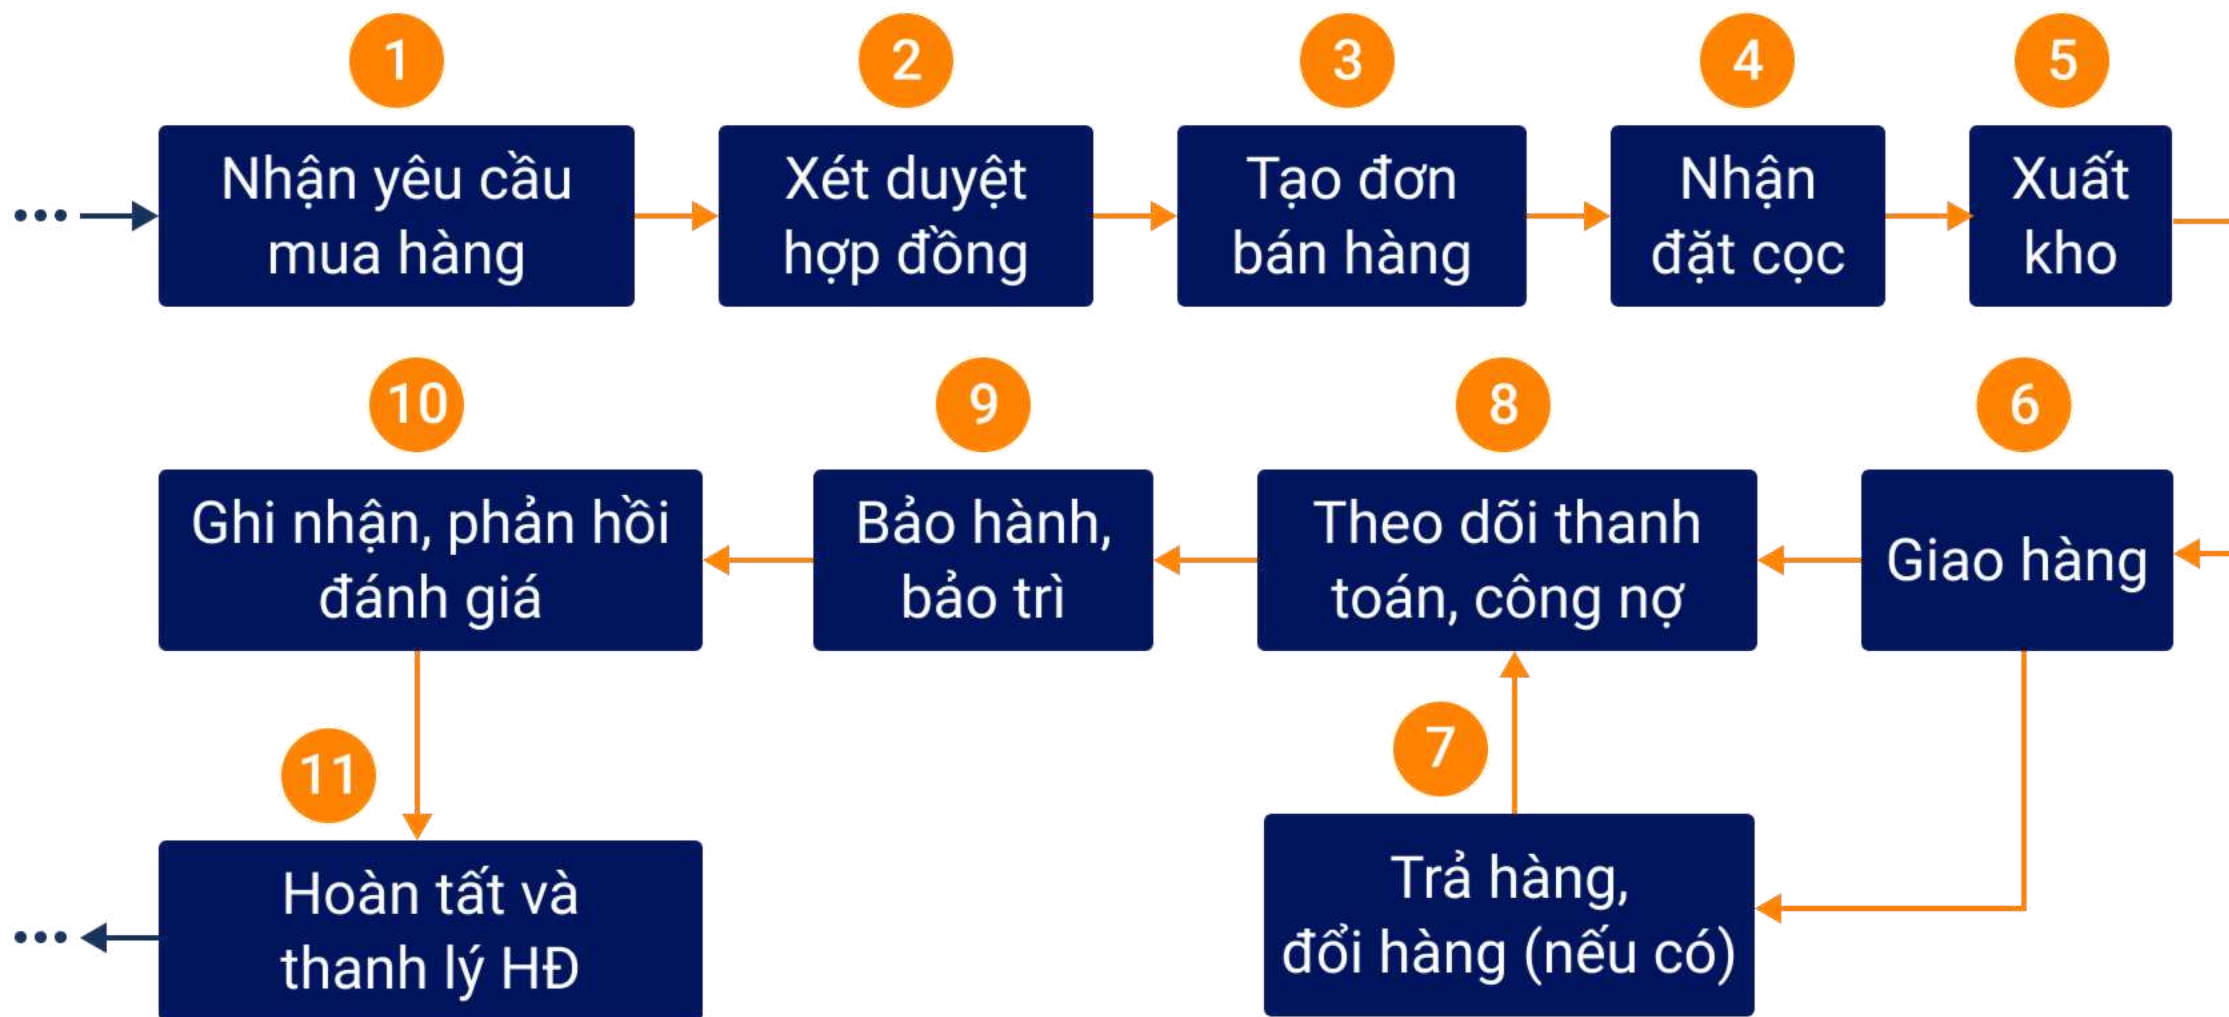 1
Nhận yêu cầu
mua hàng
2
Xét duyệt
hợp đồng
3
Tạo đơn
bán hàng
4
Nhận
đặt cọc
5
Xuất
kho
6
Giao hàng
7
Trả hàng,
đổi hàng (nếu có)
8
Theo dõi thanh
toán, công nợ
9
Bảo hành,
bảo trì
10
Ghi nhận, phản hồi
đánh giá
11
Hoàn tất và
thanh lý HĐ